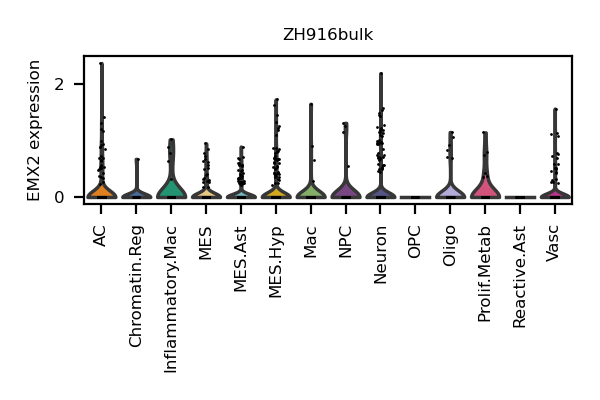 ZH916bulk
EMX2 expression
2
0
AC
Chromatin.Reg
Inflammatory.Mac
MES
MES.Ast
MES.Hyp
Mac
NPC
Neuron
OPC
Oligo
Prolif.Metab
Reactive.Ast
Vasc